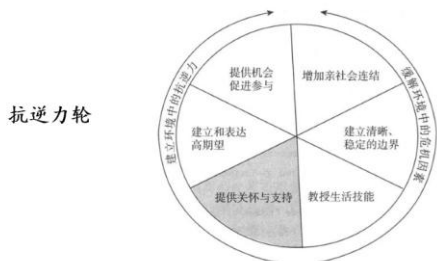 抗逆力轮
建立环境中的抗逆力
缓解环境中的危机因素
提供机会
促进参与
增加亲社会连结
建立和表达
高期望
建立清晰、
稳定的边界
提供关怀与支持
教授生活技能